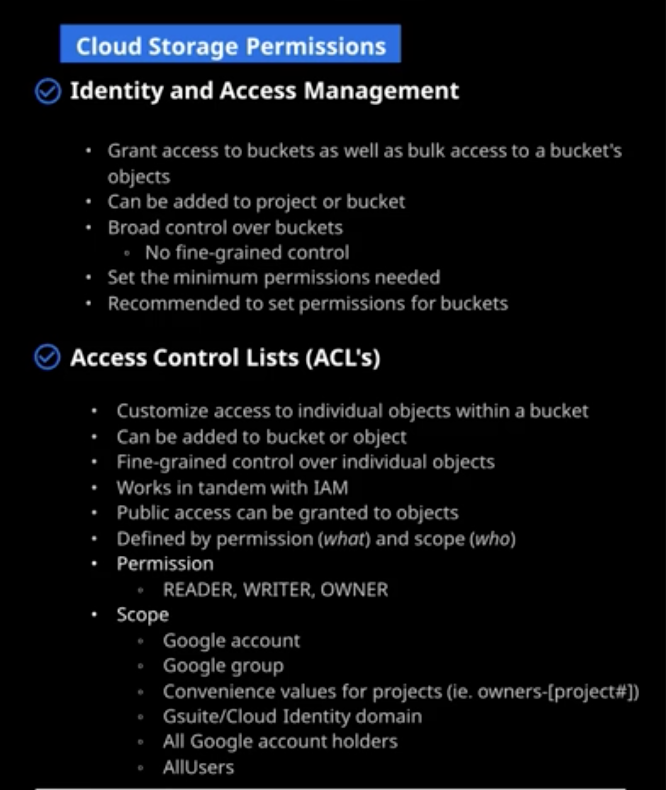 Cloud Storage Permissions
Identity and Access Management
• Grant access to buckets as well as bulk access to a bucket's
objects
• Can be added to project or bucket
• Broad control over buckets
◦ No fine-grained control
• Set the minimum permissions needed
• Recommended to set permissions for buckets
Access Control Lists (ACL's)
• Customize access to individual objects within a bucket
• Can be added to bucket or object
• Fine-grained control over individual objects
• Works in tandem with IAM
• Public access can be granted to objects
• Defined by permission (what) and scope (who)
• Permission
◦ READER, WRITER, OWNER
• Scope
◦ Google account
◦ Google group
◦ Convenience values for projects (ie. owners-[project#])
◦ Gsuite/Cloud Identity domain
◦ All Google account holders
◦ AllUsers